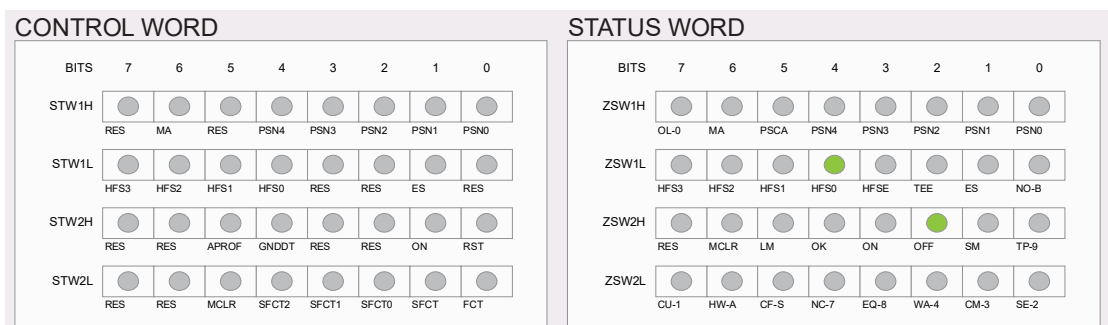 CONTROL WORD
BITS 7 6 5 4 3 2 1 0
STW1H
RES MA RES PSN4 PSN3 PSN2 PSN1 PSN0
STW1L
HFS3 HFS2 HFS1 HFS0 RES RES ES RES
STW2H
RES RES APROF GNDDT RES RES ON RST
STW2L
RES RES MCLR SFCT2 SFCT1 SFCT0 SFCT FCT
STATUS WORD
BITS 7 6 5 4 3 2 1 0
ZSW1H
OL-0 MA PSCA PSN4 PSN3 PSN2 PSN1 PSN0
ZSW1L
HFS3 HFS2 HFS1 HFS0 HFSE TEE ES NO-B
ZSW2H
RES MCLR LM OK ON OFF SM TP-9
ZSW2L
CU-1 HW-A CF-S NC-7 EQ-8 WA-4 CM-3 SE-2